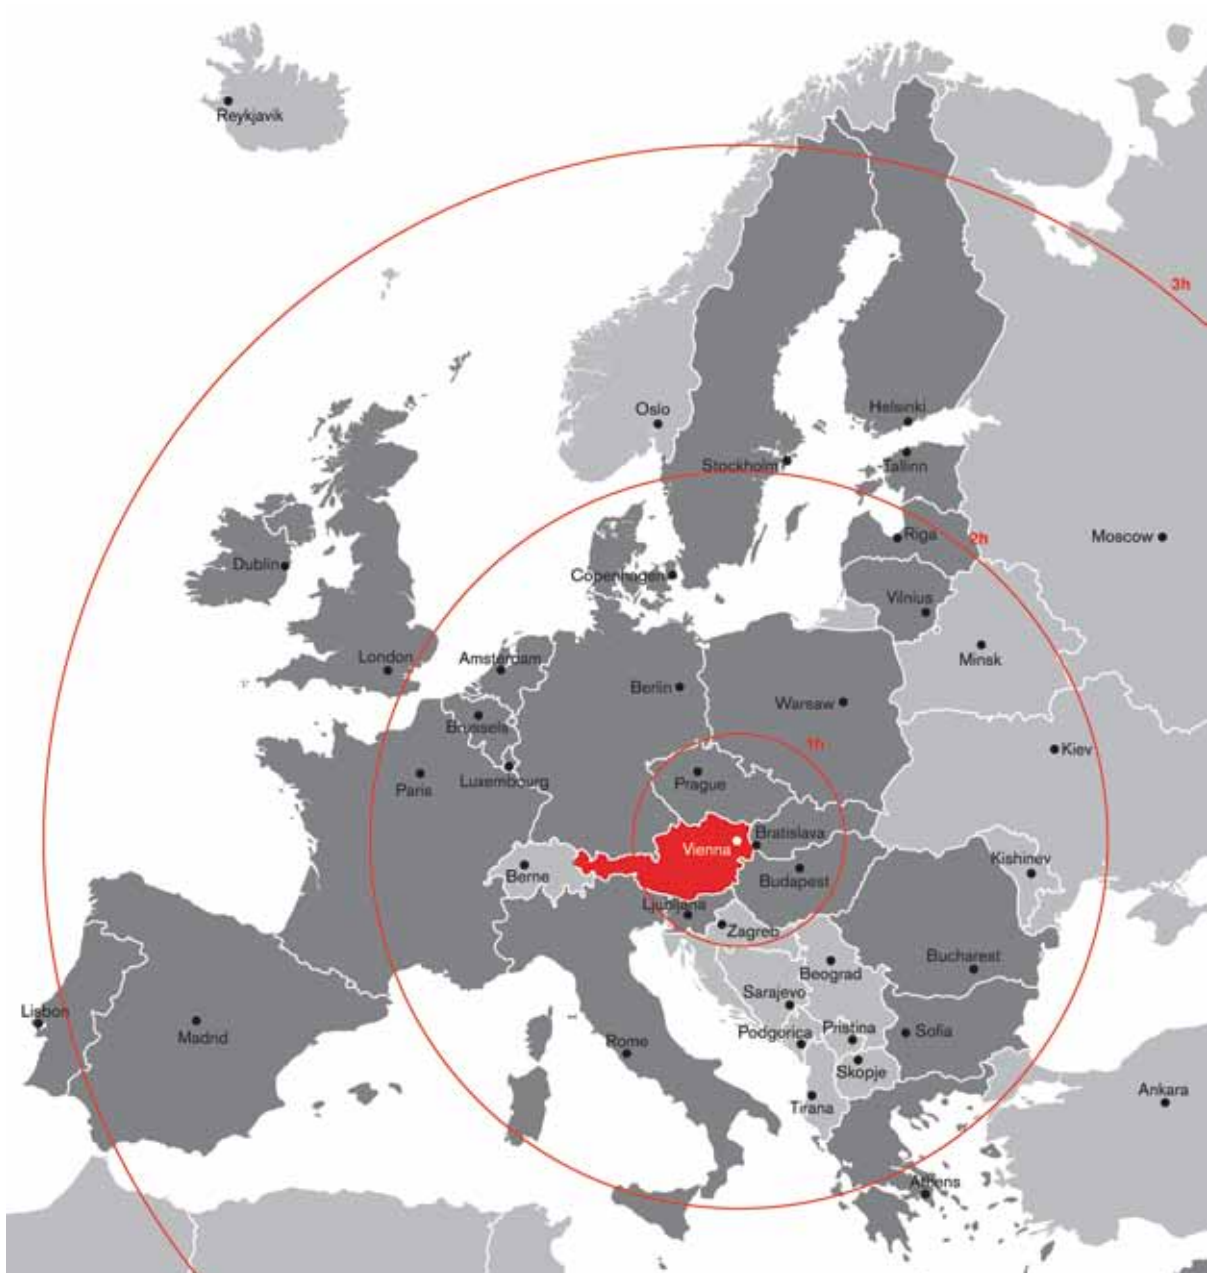 Reykjavik
3h
Oslo
Helsinki
Stockholm
Tallinn
Riga
2h
Moscow
Dublin
Copenhagen
Vilnius
London
Amsterdam
Minsk
Berlin
Warsaw
Brussels
1h
Kiev
Paris
Luxembourg
Prague
Vienna
Bratislava
Berne
Budapest
Kishinev
Ljubljana
Zagreb
Beograd
Bucharest
Sarajevo
Lisbon
Madrid
Podgorica
Pristina
Sofia
Rome
Skopje
Tirana
Ankara
Athens